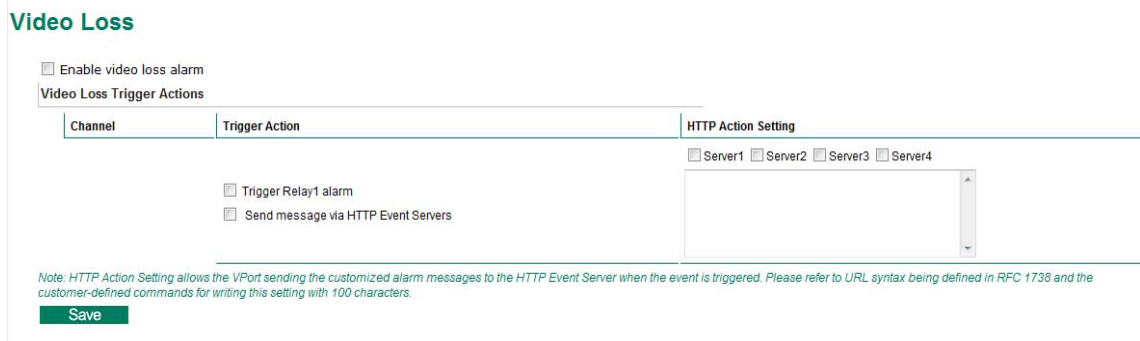 Video Loss
Enable video loss alarm
Video Loss Trigger Actions
Channel Trigger Action HTTP Action Setting
Server1 Server2 Server3 Server4
Trigger Relay1 alarm
Send message via HTTP Event Servers
Note: HTTP Action Setting allows the VPort sending the customized alarm messages to the HTTP Event Server when the event is triggered. Please refer to URL syntax being defined in RFC 1738 and the
customer-defined commands for writing this setting with 100 characters.
Save